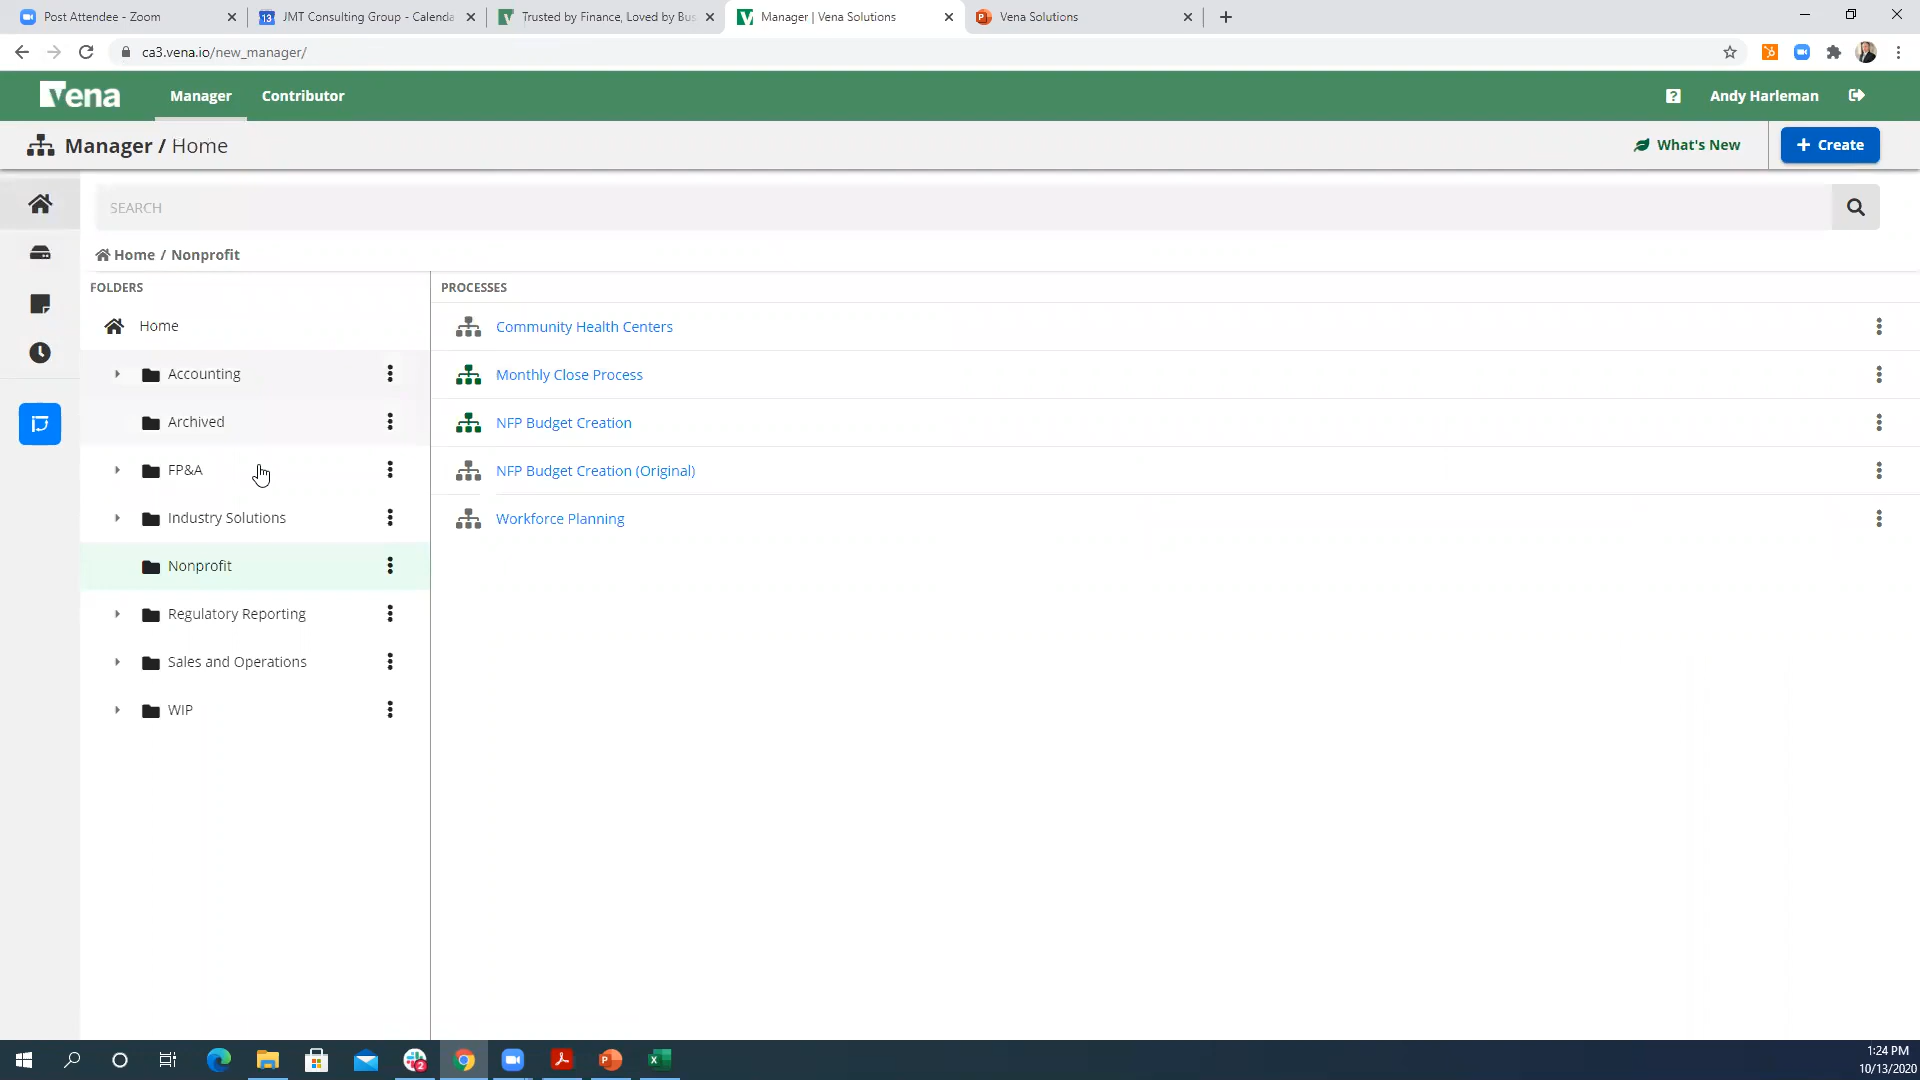 Post Attendee - Zoom
13 JMT Consulting Group - Calenda
Trusted by Finance, Loved by Bus
Manager | Vena Solutions
Vena Solutions
ca3.vena.io/new_manager/
Vena
Manager
Contributor
? Andy Harleman
Manager / Home
What's New
+ Create
SEARCH
Home / Nonprofit
FOLDERS
Home
Accounting
Archived
FP&A
Industry Solutions
Nonprofit
Regulatory Reporting
Sales and Operations
WIP
PROCESSES
Community Health Centers
Monthly Close Process
NFP Budget Creation
NFP Budget Creation (Original)
Workforce Planning
2
1:24 PM
10/13/2020